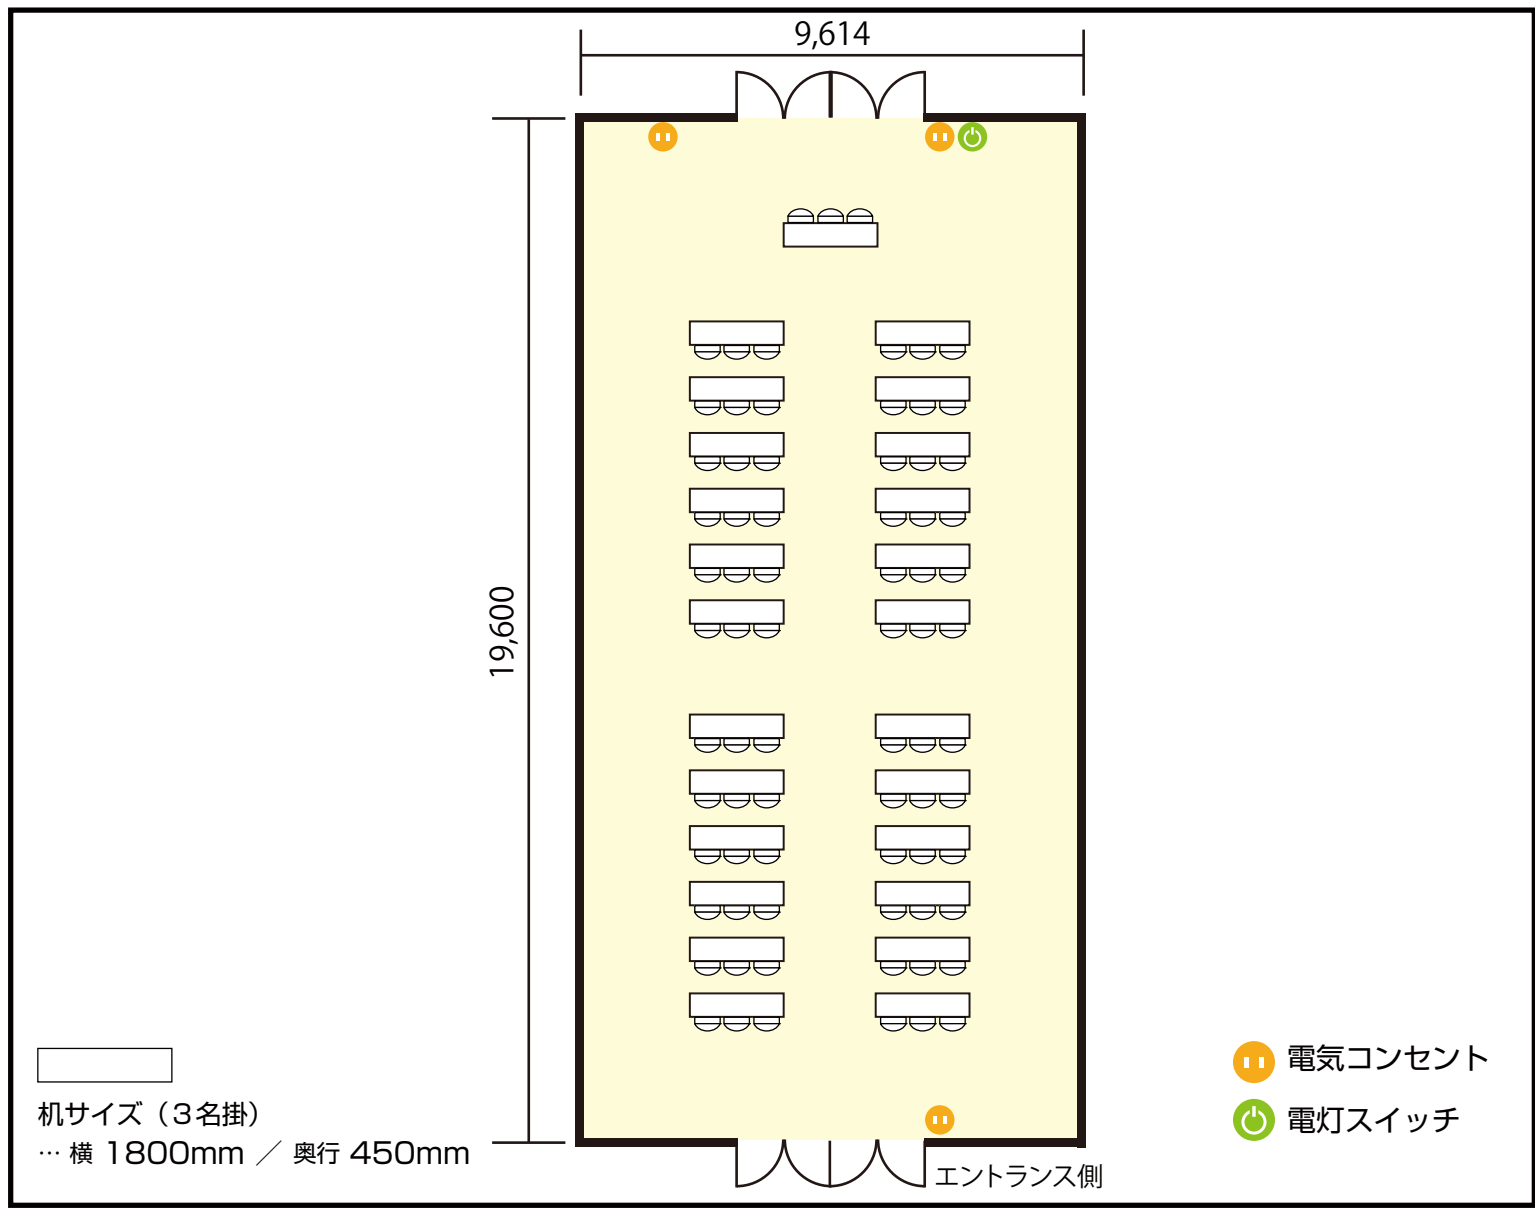 9,614
19,600
机サイズ（３名掛）
… 横 1800mm ／ 奥行 450mm
電気コンセント
電灯スイッチ
エントランス側